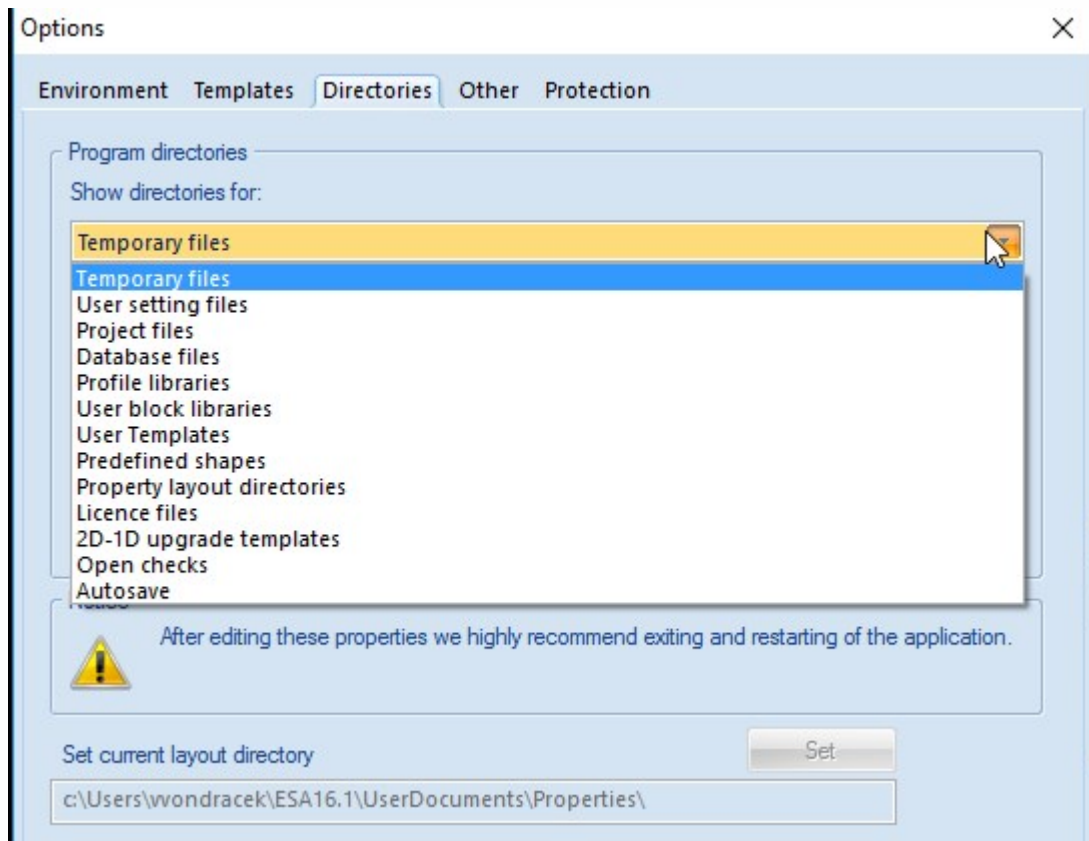 Options
Environment Templates Directories Other Protection
Program directories
Show directories for:
Temporary files
Temporary files
User setting files
Project files
Database files
Profile libraries
User block libraries
User Templates
Predefined shapes
Property layout directories
Licence files
2D-1D upgrade templates
Open checks
Autosave
After editing these properties we highly recommend exiting and restarting of the application.
Set current layout directory
Set
c:\Users\vvondracek\ESA16.1\UserDocuments\Properties\